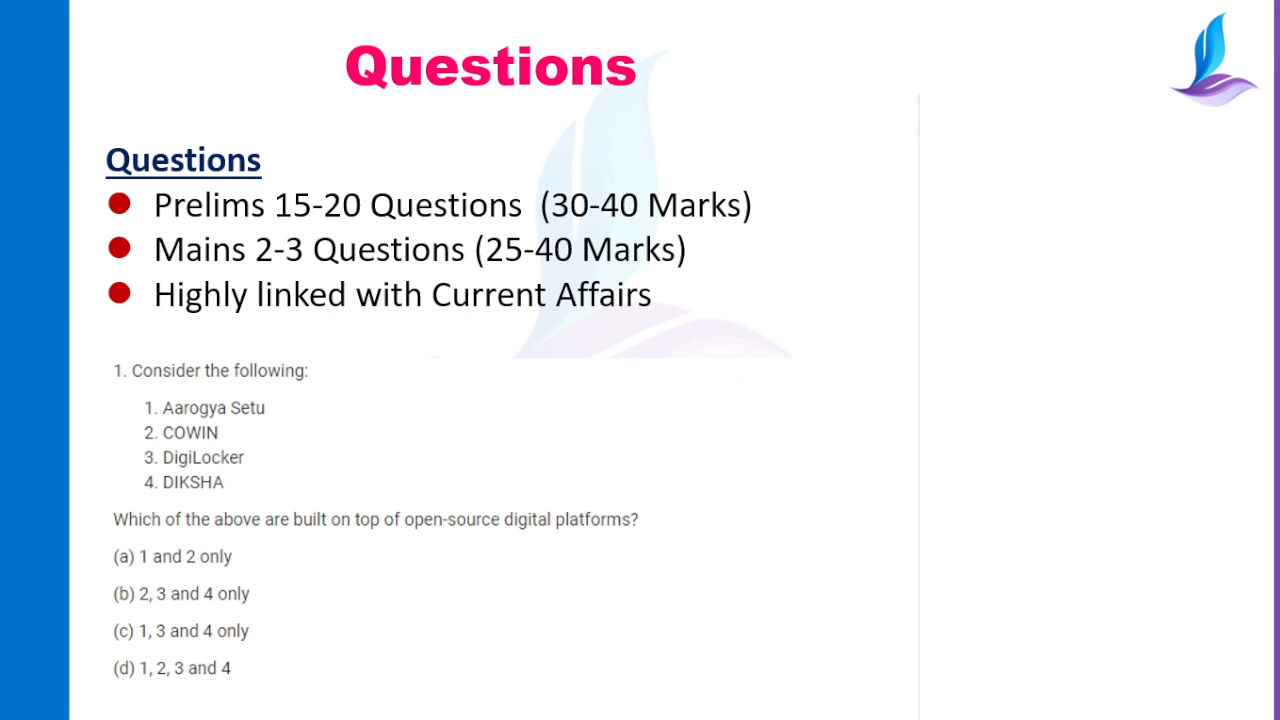 Questions
Questions
Prelims 15-20 Questions (30-40 Marks)
Mains 2-3 Questions (25-40 Marks)
Highly linked with Current Affairs
1. Consider the following:
1. Aarogya Setu
2. COWIN
3. DigiLocker
4. DIKSHA
Which of the above are built on top of open-source digital platforms?
(a) 1 and 2 only
(b) 2, 3 and 4 only
(c) 1, 3 and 4 only
(d) 1, 2, 3 and 4